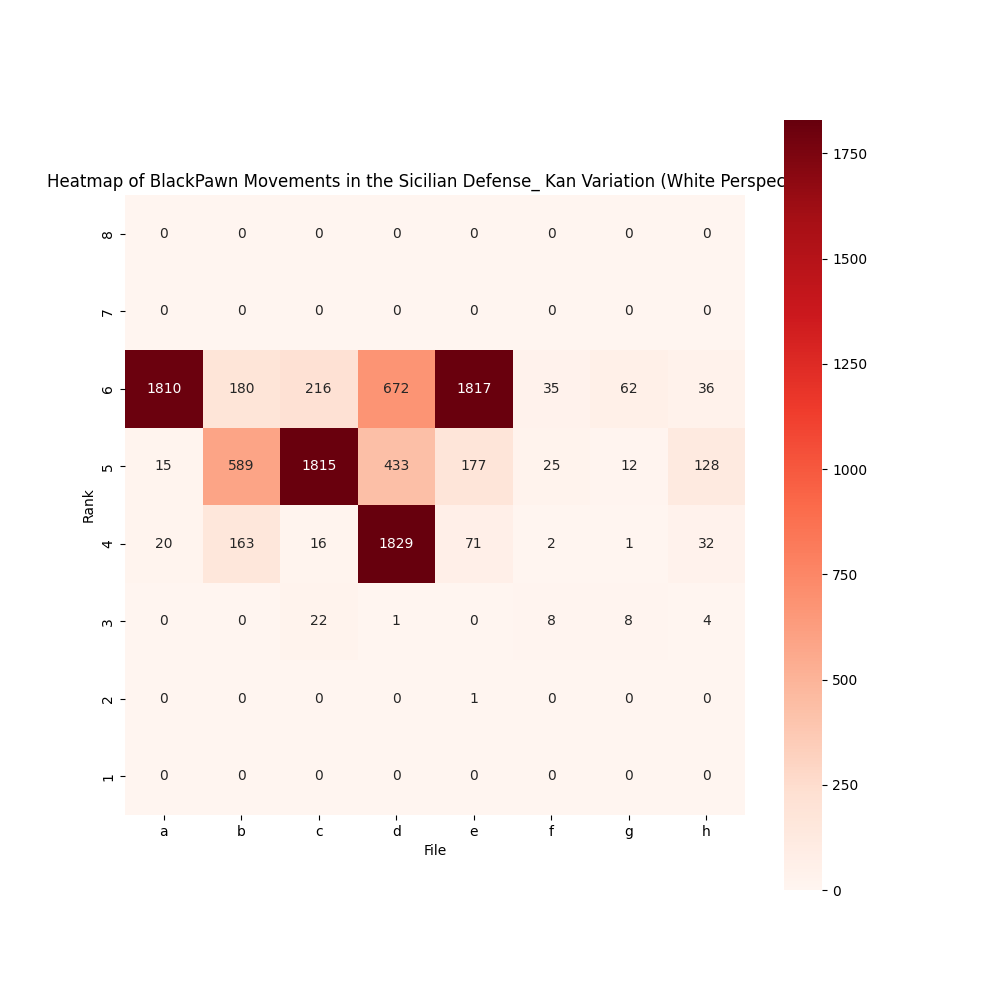 Heatmap of BlackPawn Movements in the Sicilian Defense_ Kan Variation (White Perspec
1750
8 0 0 0 0 0 0 0 0
1500
7 0 0 0 0 0 0 0 0
1250
6 1810 180 216 672 1817 35 62 36
1000
5 15 589 1815 433 177 25 12 128
Rank
4 20 163 16 1829 71 2 1 32
750
3 0 0 22 1 0 8 8 4
500
2 0 0 0 0 1 0 0 0
250
1 0 0 0 0 0 0 0 0
a b c d e f g h
File
0